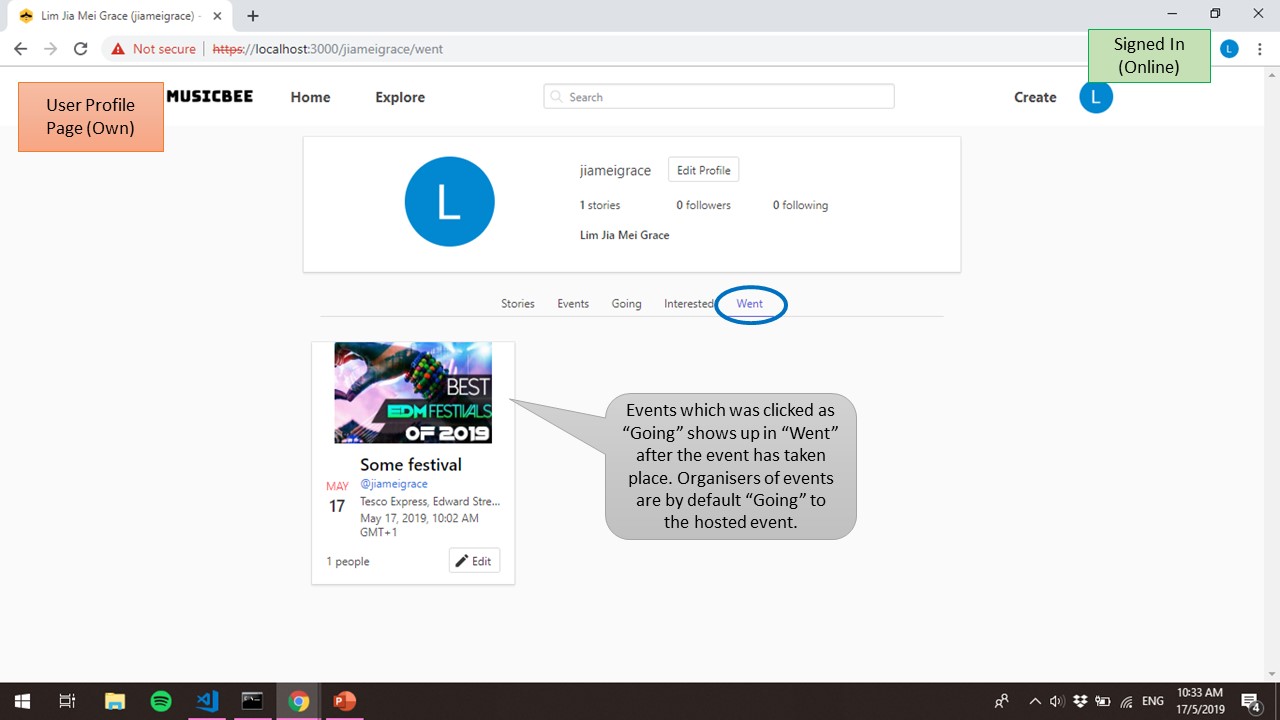 Lim Jia Mei Grace (jiameigrace) -
Not secure
https://localhost:3000/jiameigrace/went
L
Signed In
(Online)
User Profile
Page (Own)
MUSICBEE
Home
Explore
Search
Create
L
L
jiameigrace
Edit Profile
1 stories
0 followers
0 following
Lim Jia Mei Grace
Stories
Events
Going
Interested
Went
BEST
EDM FESTIVALS
OF 2019
Some festival
MAY
17
@jiameigrace
Tesco Express, Edward Stre...
May 17, 2019, 10:02 AM
GMT+1
1 people
Edit
Events which was clicked as
“Going” shows up in “Went”
after the event has taken
place. Organisers of events
are by default “Going” to
the hosted event.
ENG
10:33 AM
17/5/2019
4